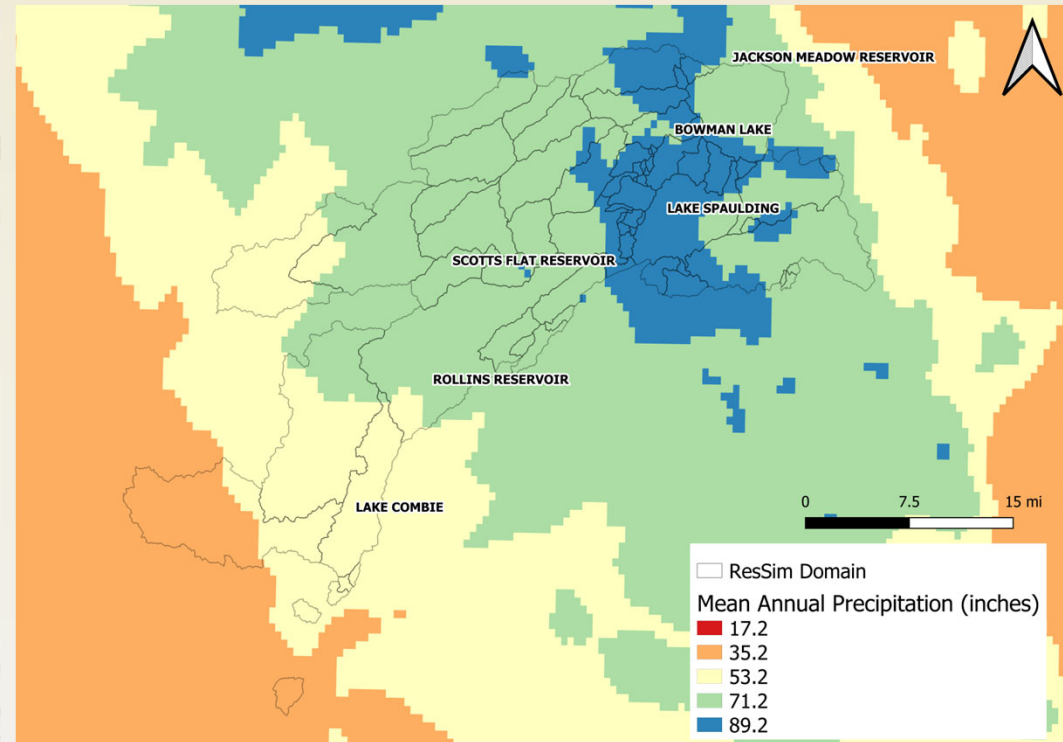 JACKSON MEADOW RESERVOIR
BOWMAN LAKE
LAKE SPAULDING
SCOTTS FLAT RESERVOIR
ROLLINS RESERVOIR
LAKE COMBIE
0 7.5 15 mi
ResSim Domain
Mean Annual Precipitation (inches)
17.2
35.2
53.2
71.2
89.2